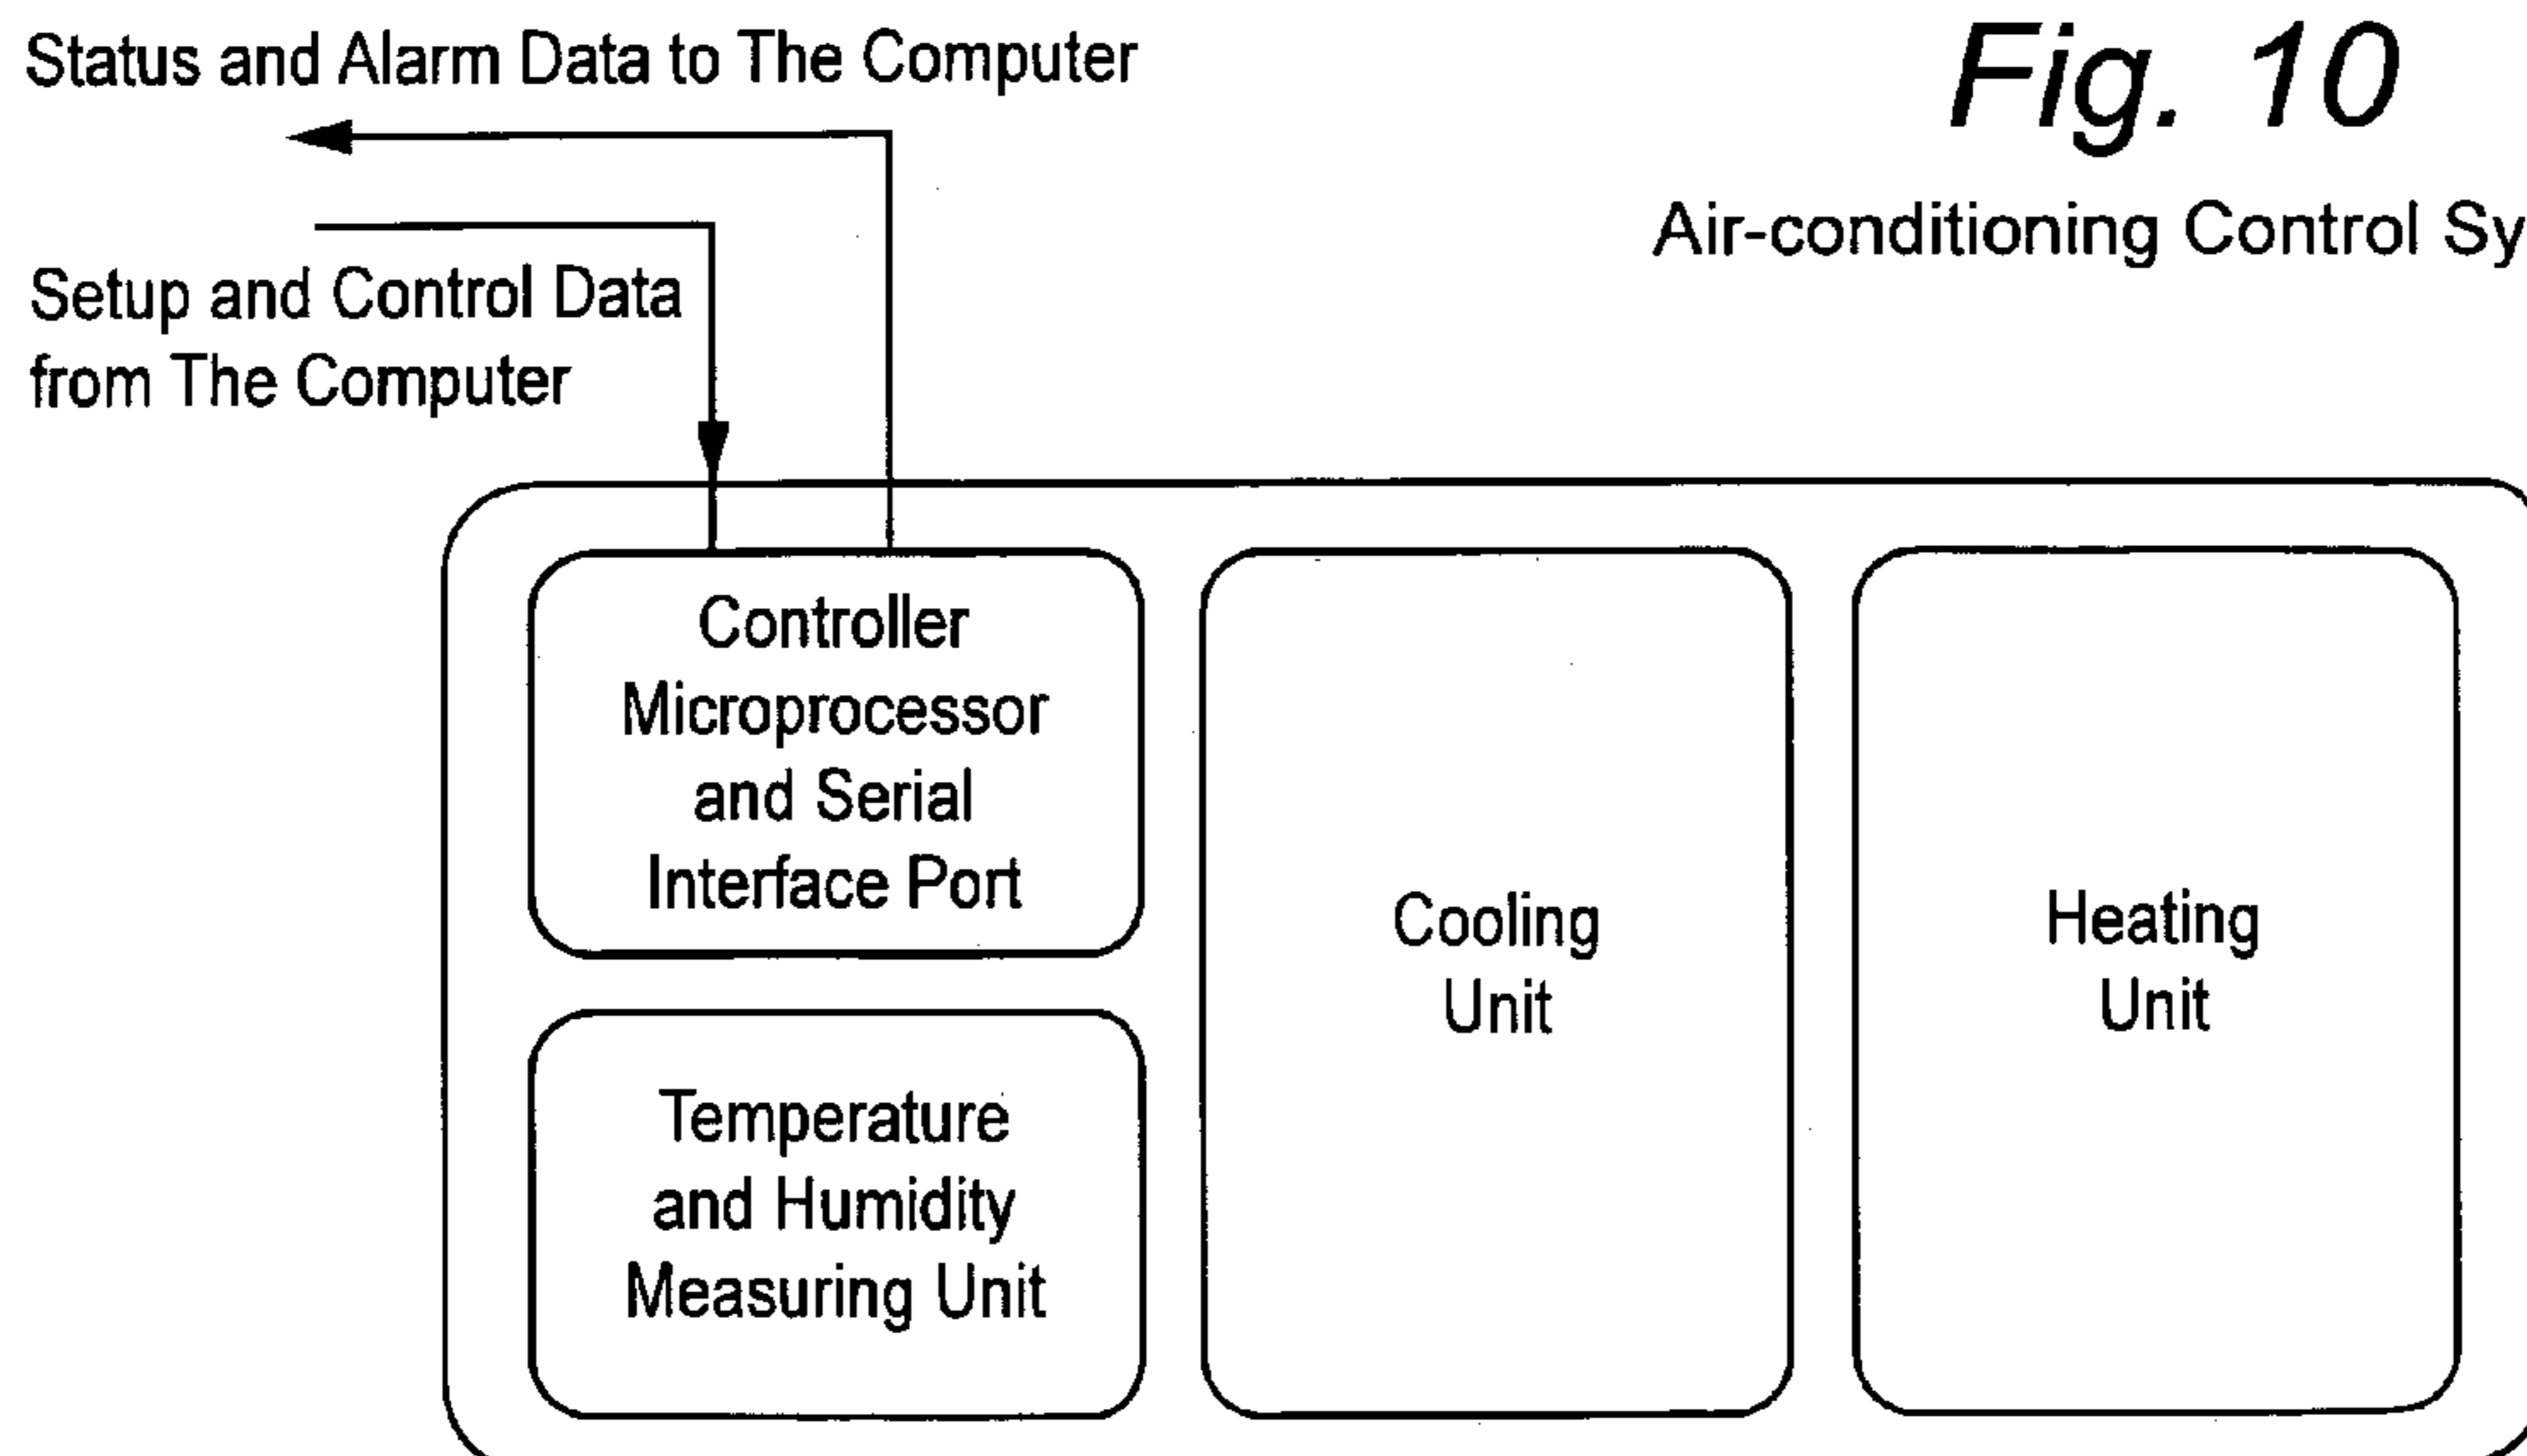 Status and Alarm Data to The Computer
Fig. 10
Air-conditioning Control Sy
Setup and Control Data
from The Computer
Controller
Microprocessor
and Serial
Interface Port
Cooling
Unit
Heating
Unit
Temperature
and Humidity
Measuring Unit